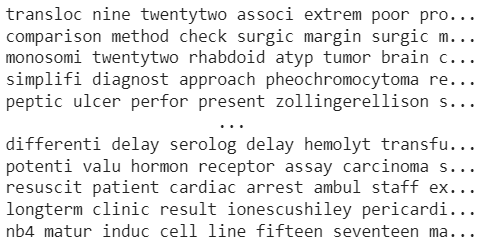 transloc nine twentytwo associ extrem poor pro...
comparison method check surgic margin surgic m...
monosomi twentytwo rhabdoid atyp tumor brain c...
simplifi diagnost approach pheochromocytoma re...
peptic ulcer perfor present zollingerellison s...
...
differenti delay serolog delay hemolyt transfu...
potenti valu hormon receptor assay carcinoma s...
resuscit patient cardiac arrest ambul staff ex...
longterm clinic result ionescushiley pericardi...
nb4 matur induc cell line fifteen seventeen ma...